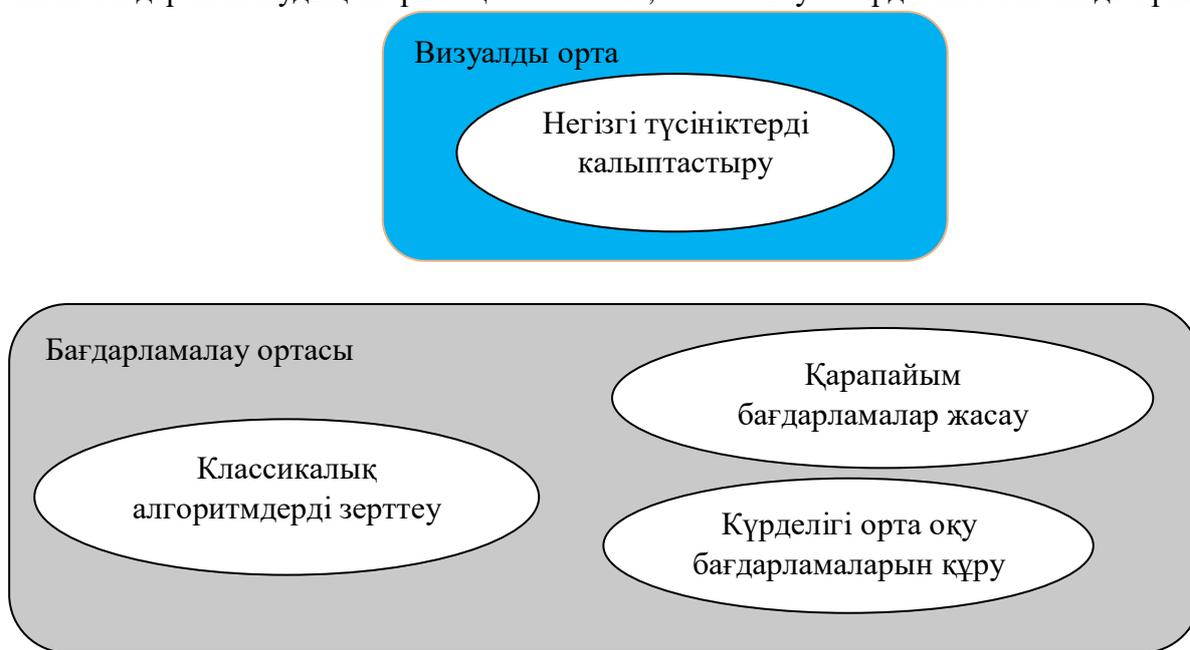 Визуалды орта
Негізгі түсініктерді
калыптастыру
Бағдарламалау ортасы
Қарапайым
бағдарламалар жасау
Классикалық
алгоритмдерді зерттеу
Күрделігі орта оқу
бағдарламаларын құру